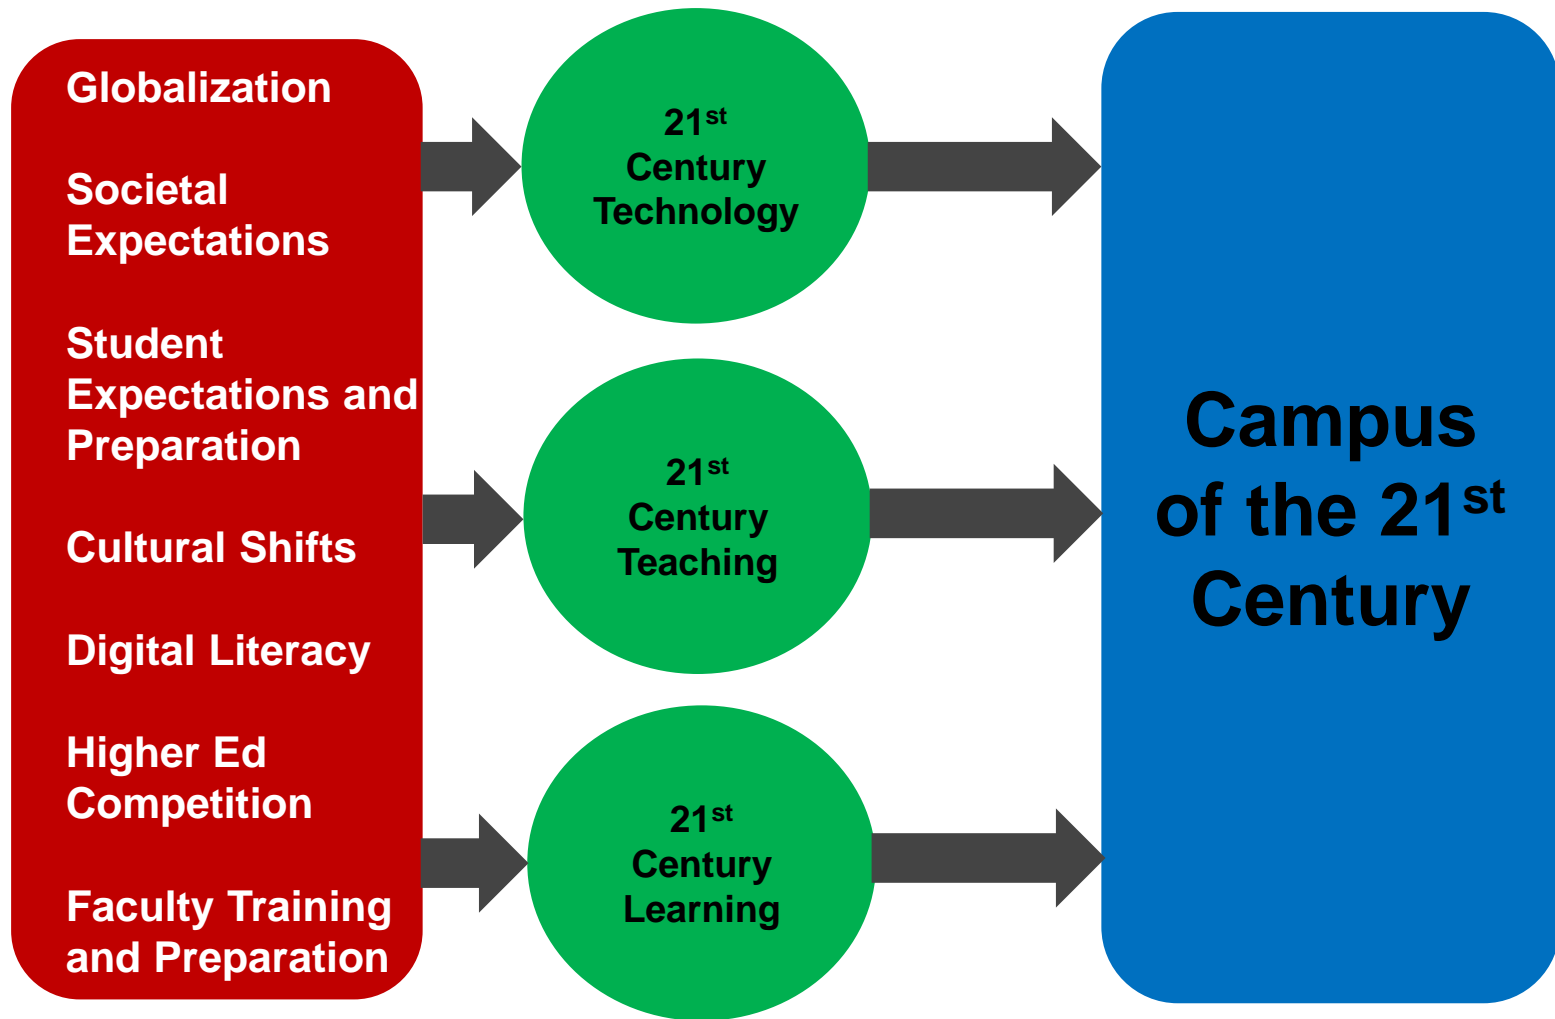 Globalization
Societal
Expectations
Student
Expectations and
Preparation
Cultural Shifts
Digital Literacy
Higher Ed
Competition
Faculty Training
and Preparation
21st
Century
Technology
21st
Century
Teaching
21st
Century
Learning
Campus
of the 21st
Century